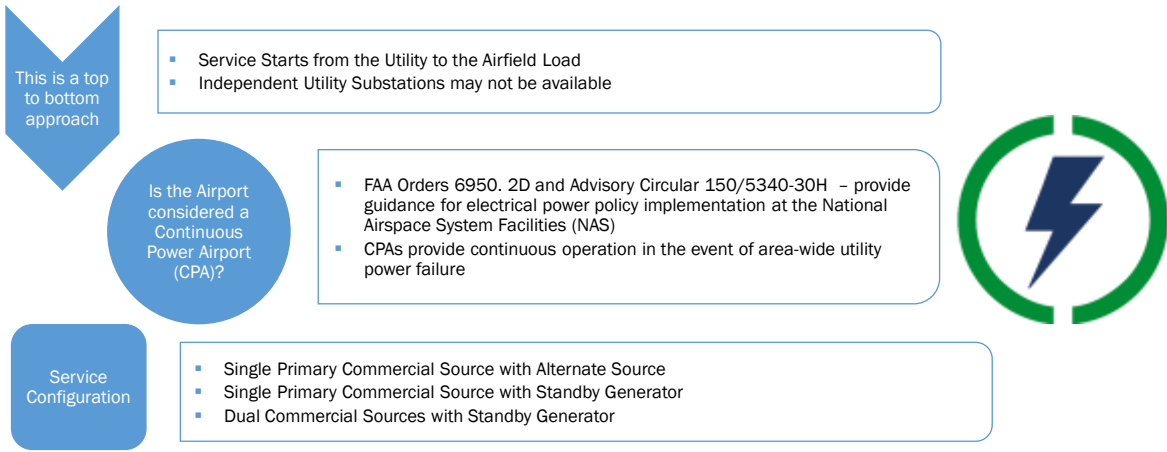 This is a top
to bottom
approach
▪ Service Starts from the Utility to the Airfield Load
▪ Independent Utility Substations may not be available
Is the Airport
considered a
Continuous
Power Airport
(CPA)?
▪ FAA Orders 6950. 2D and Advisory Circular 150/5340-30H – provide
guidance for electrical power policy implementation at the National
Airspace System Facilities (NAS)
▪ CPAs provide continuous operation in the event of area-wide utility
power failure
Service
Configuration
▪ Single Primary Commercial Source with Alternate Source
▪ Single Primary Commercial Source with Standby Generator
▪ Dual Commercial Sources with Standby Generator